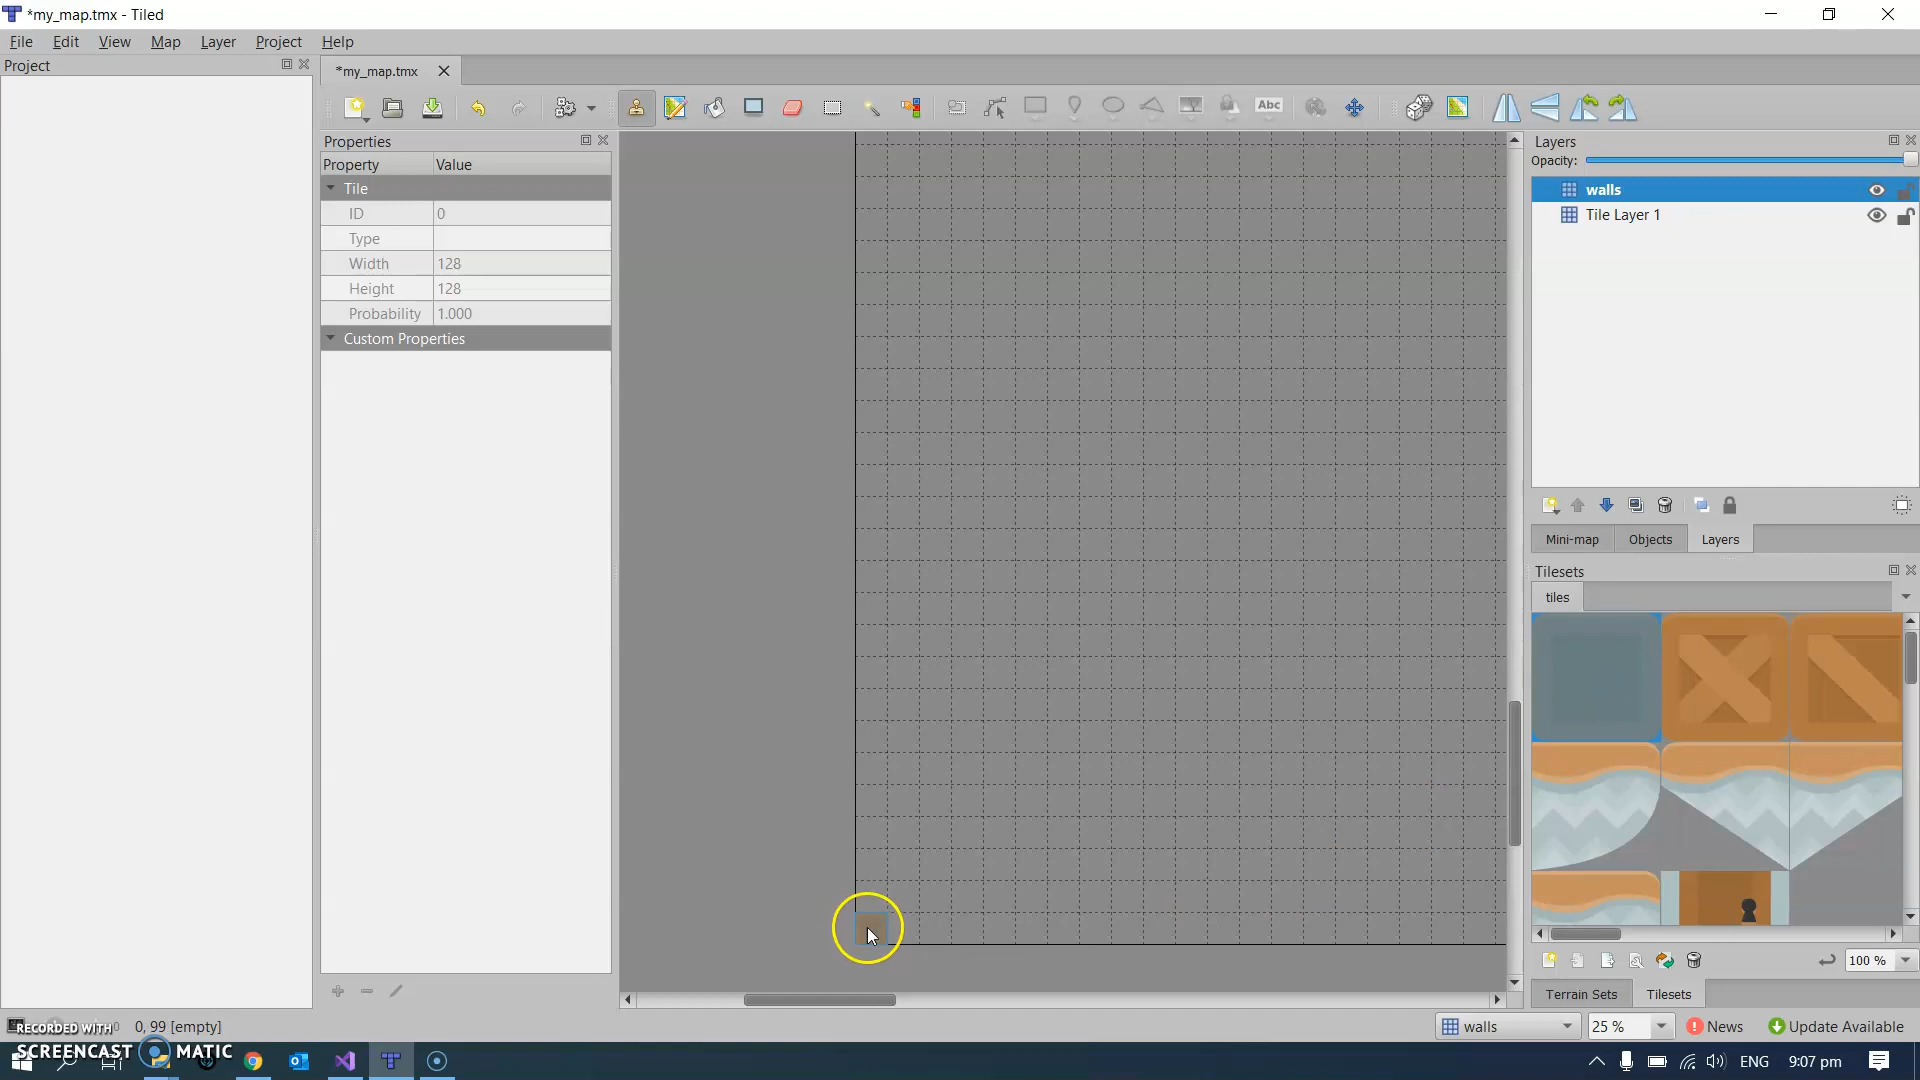 *my_map.tmx - Tiled
File Edit View Map Layer Project Help
Project
*my_map.tmx
Abc
Properties
Property Value
Tile
ID 0
Type
Width 128
Height 128
Probability 1.000
Custom Properties
Layers
Opacity:
walls
Tile Layer 1
Mini-map Objects Layers
Tilesets
tiles
100 %
Terrain Sets Tilesets
0, 99 [empty]
walls
25 %
News
Update Available
RECORDED WITH
SCREENCAST MATIC
ENG
9:07 pm